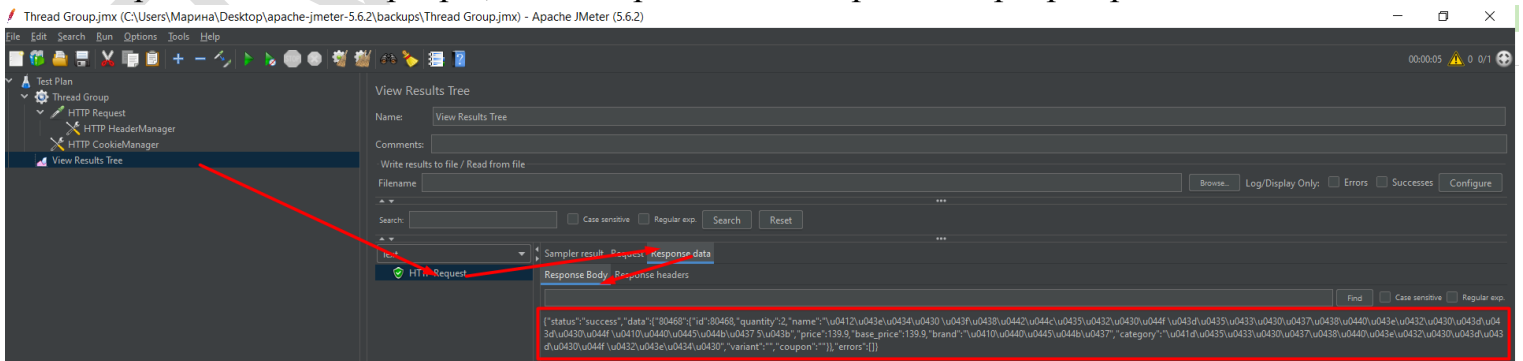 Thread Group.jmx (C:\Users\Марина\Desktop\apache-jmeter-5.6.2\backups\Thread Group.jmx) - Apache JMeter (5.6.2)
File Edit Search Run Options Tools Help
00:00:05 0 0/1
Test Plan
Thread Group
HTTP Request
HTTP HeaderManager
HTTP CookieManager
View Results Tree
View Results Tree
Name: View Results Tree
Comments:
Write results to file / Read from file
Filename Browse... Log/Display Only: Errors Successes Configure
Search: Case sensitive Regular exp. Search Reset
Text Sampler result Request Response data
HTTP Request Response Body Response headers
Find Case sensitive Regular exp.
{"status":"success","data":{"80468":{"id":80468,"quantity":2,"name":"\u0412\u043e\u0434\u0430 \u043f\u0438\u0442\u044c\u0435\u0432\u0430\u044f \u043d\u0435\u0433\u0430\u0437\u0438\u0440\u043e\u0432\u0430\u043d\u04
3d\u0430\u044f \u0410\u0440\u0445\u044b\u0437 5\u043b","price":139.9,"base_price":139.9,"brand":"\u0410\u0440\u0445\u044b\u0437","category":"\u041d\u0435\u0433\u0430\u0437\u0438\u0440\u043e\u0432\u0430\u043d\u043
d\u0430\u044f \u0432\u043e\u0434\u0430","variant":"","coupon":""}},"errors":[]}